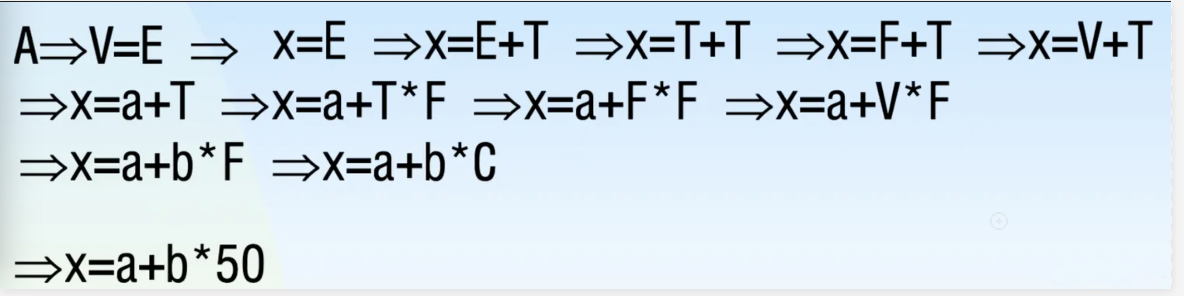 A⇒V=E ⇒ x=E ⇒x=E+T ⇒x=T+T ⇒x=F+T ⇒x=V+T
⇒x=a+T ⇒x=a+T*F ⇒x=a+F*F ⇒x=a+V*F
⇒x=a+b*F ⇒x=a+b*C
⇒x=a+b*50